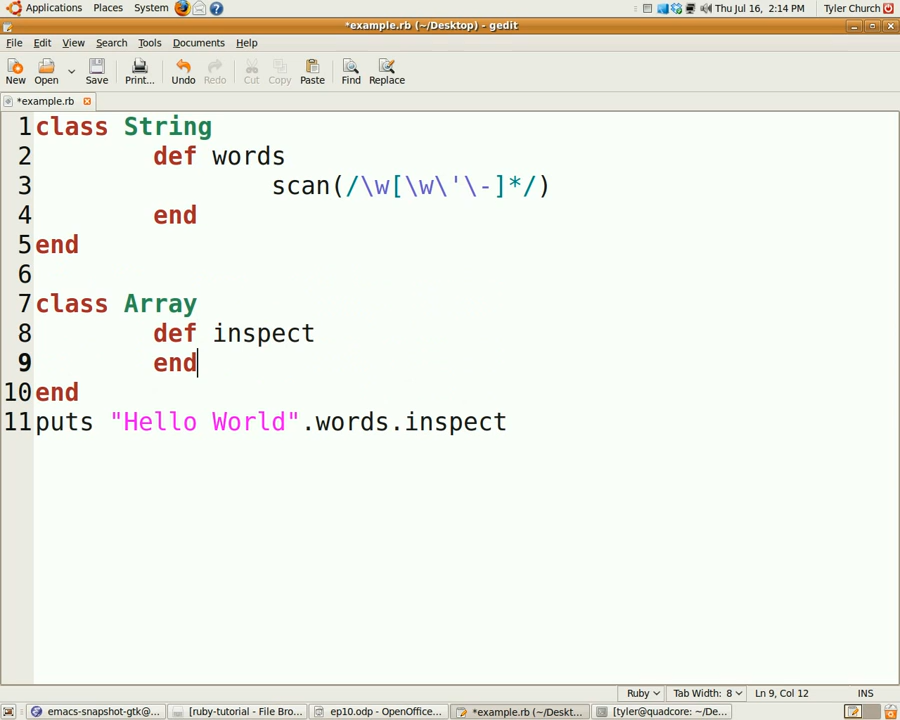 Applications Places System Thu Jul 16, 2:14 PM Tyler Church
*example.rb (~/Desktop) - gedit
File Edit View Search Tools Documents Help
New Open Save Print... Undo Redo Cut Copy Paste Find Replace
*example.rb
1 class String
2 def words
3 scan(/\w[\w\'\-]*/)
4 end
5 end
6
7 class Array
8 def inspect
9 end
10 end
11 puts "Hello World".words.inspect
Ruby Tab Width: 8 Ln 9, Col 12 INS
emacs-snapshot-gtk@... [ruby-tutorial - File Bro... ep10.odp - OpenOffice... *example.rb (~/Deskt... [tyler@quadcore: ~/De...